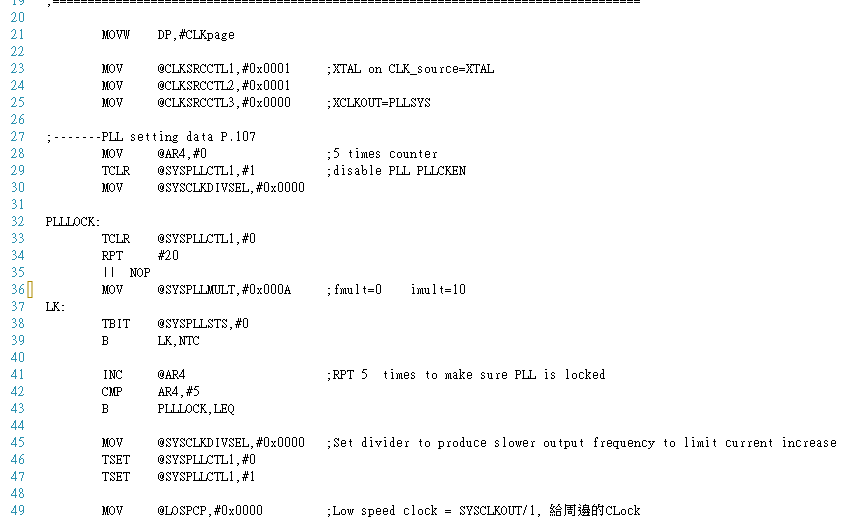 19 ;====================================================================================
20
21 MOVW DP,#CLKpage
22
23 MOV @CLKSRCCTL1,#0x0001 ;XTAL on CLK_source=XTAL
24 MOV @CLKSRCCTL2,#0x0001
25 MOV @CLKSRCCTL3,#0x0000 ;XCLKOUT=PLLSYS
26
27 ;-------PLL setting data P.107
28 MOV @AR4,#0 ;5 times counter
29 TCLR @SYSPLLCTL1,#1 ;disable PLL PLLCKEN
30 MOV @SYSCLKDIVSEL,#0x0000
31
32 PLLLOCK:
33 TCLR @SYSPLLCTL1,#0
34 RPT #20
35 || NOP
36 MOV @SYSPLLMULT,#0x000A ;fmult=0 imult=10
37 LK:
38 TBIT @SYSPLLSTS,#0
39 B LK,NTC
40
41 INC @AR4 ;RPT 5 times to make sure PLL is locked
42 CMP AR4,#5
43 B PLLLOCK,LEQ
44
45 MOV @SYSCLKDIVSEL,#0x0000 ;Set divider to produce slower output frequency to limit current increase
46 TSET @SYSPLLCTL1,#0
47 TSET @SYSPLLCTL1,#1
48
49 MOV @LOSPCP,#0x0000 ;Low speed clock = SYSCLKOUT/1, 給周邊的CLock